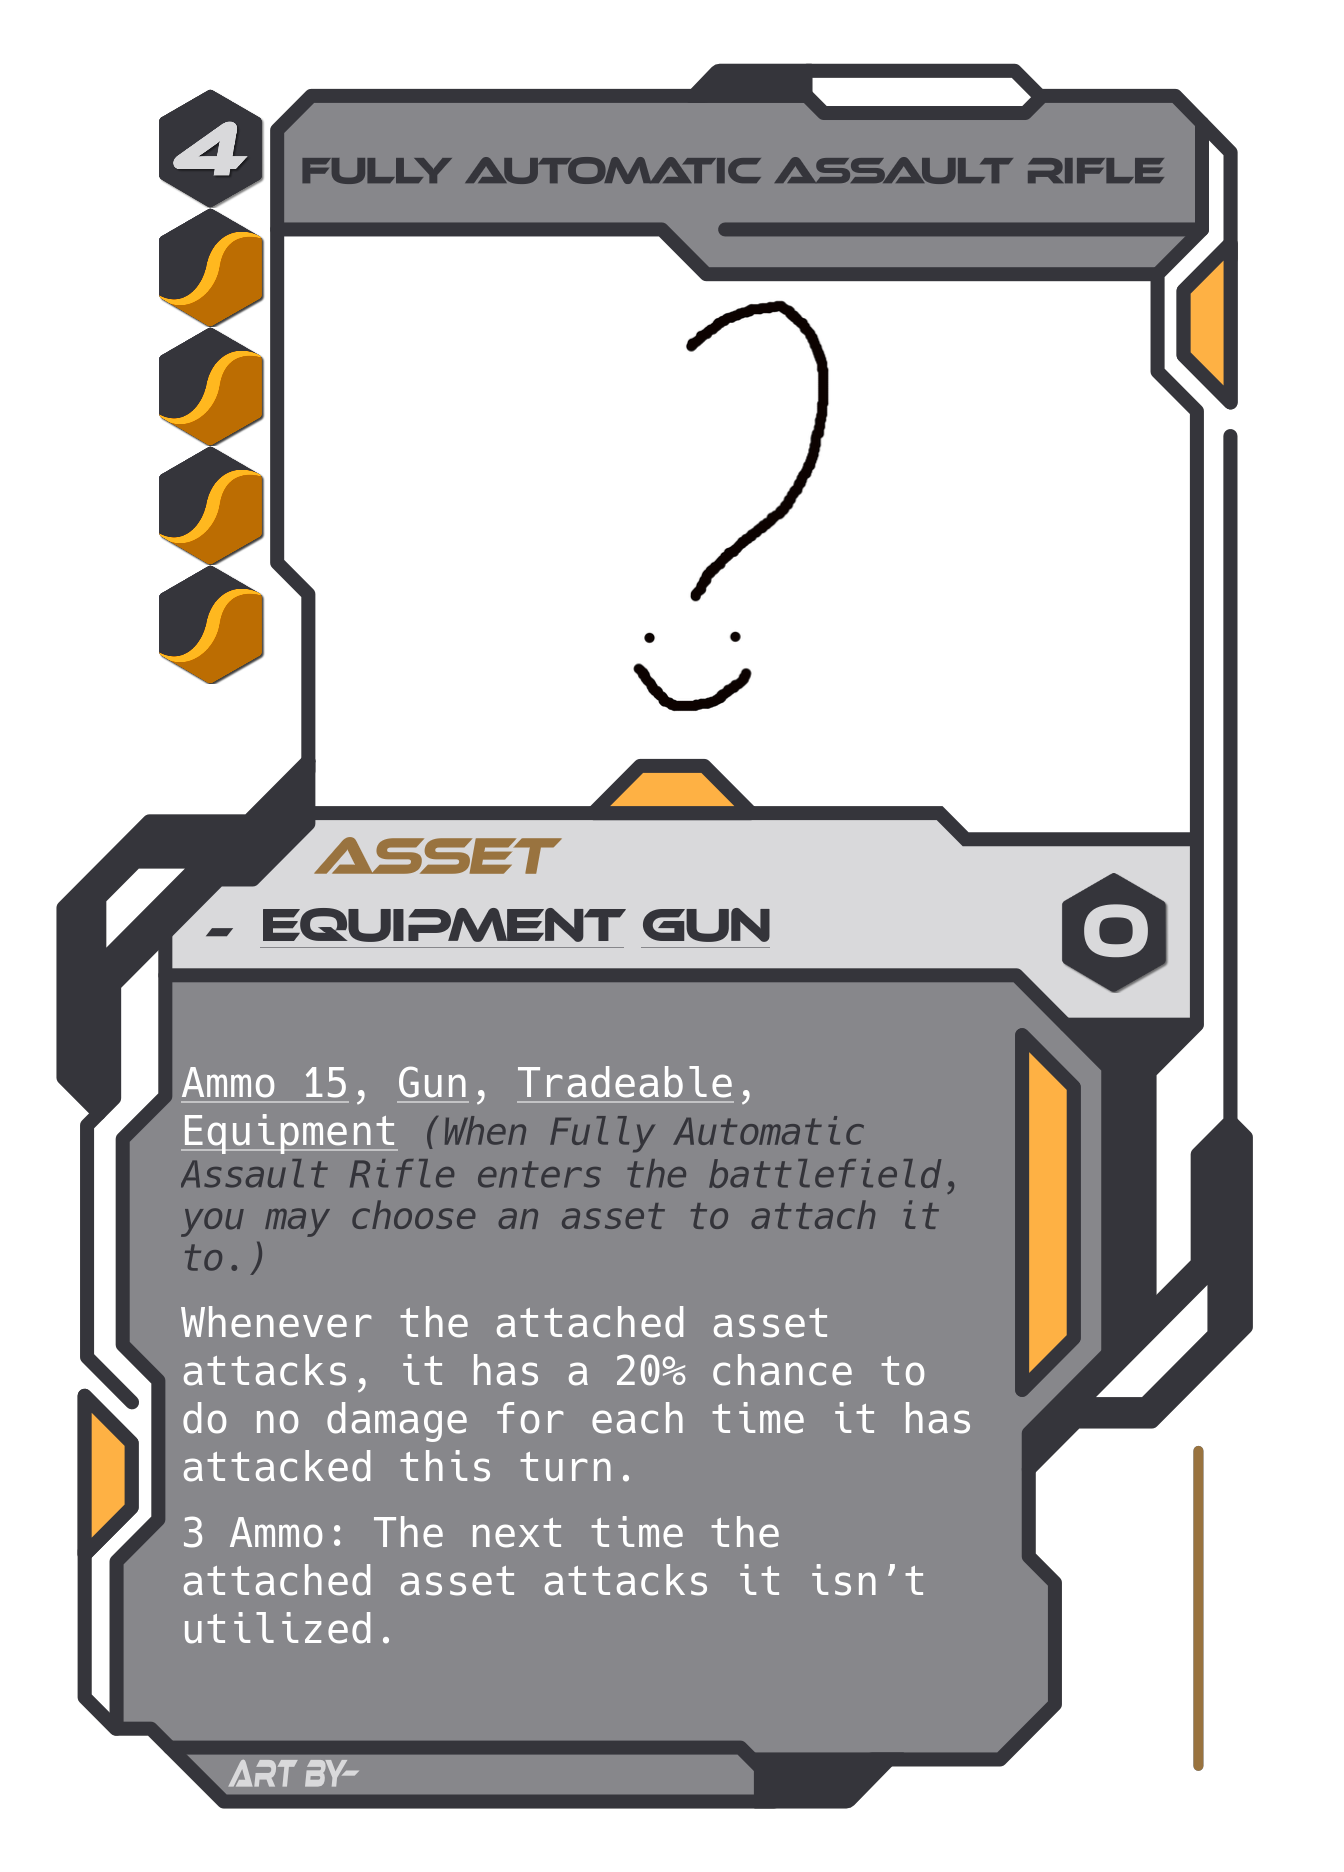 4
FULLY AUTOMATIC ASSAULT RIFLE
ASSET
- EQUIPMENT GUN
0
Ammo 15, Gun, Tradeable,
Equipment (When Fully Automatic
Assault Rifle enters the battlefield,
you may choose an asset to attach it
to.)
Whenever the attached asset
attacks, it has a 20% chance to
do no damage for each time it has
attacked this turn.
3 Ammo: The next time the
attached asset attacks it isn’t
utilized.
ART BY-